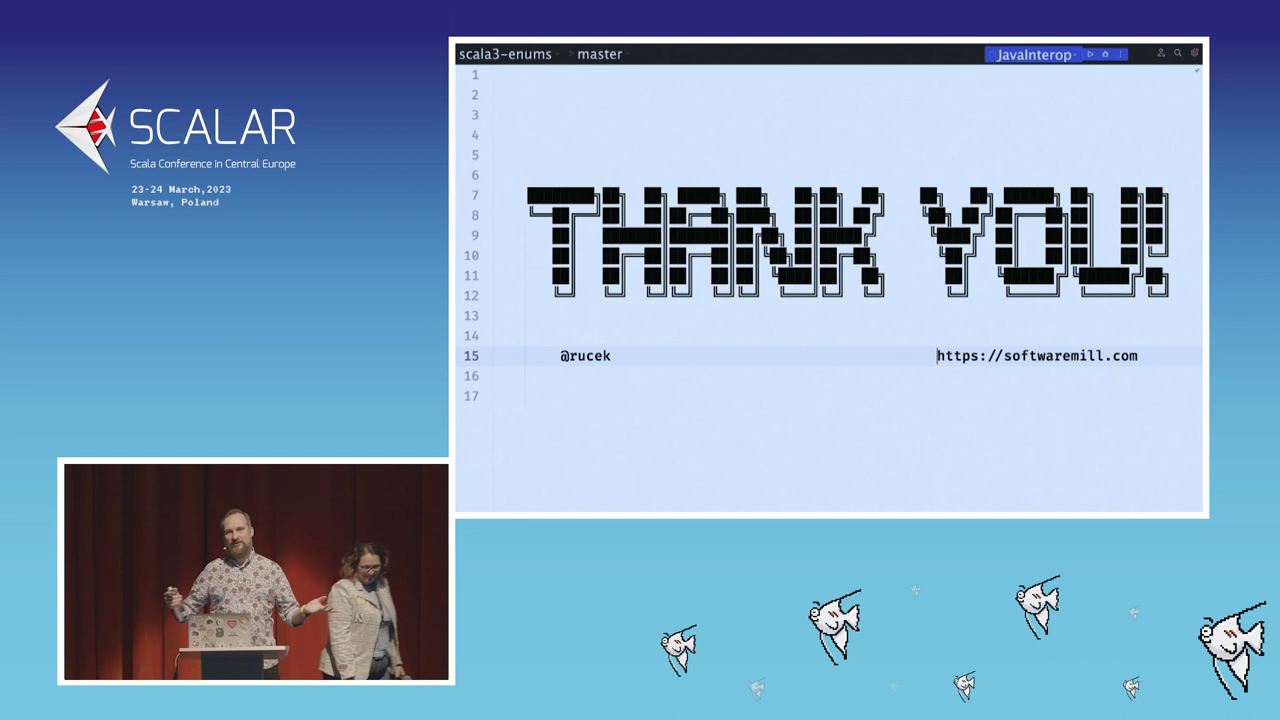 SCALAR
Scala Conference in Central Europe
23-24 March,2023
Warsaw, Poland
scala3-enums master JavaInterop
1
2
3
4
5
6
7
8
9
10
11
12
13
14
15
16
17
THANK YOU!
@rucek https://softwaremill.com